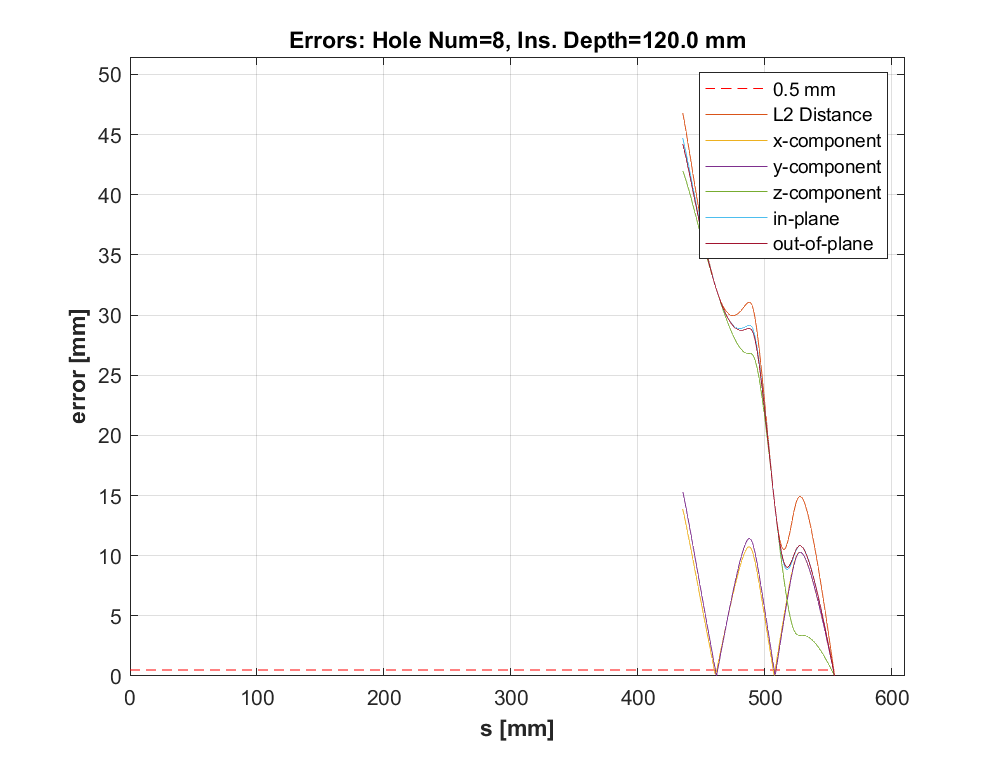 Errors: Hole Num=8, Ins. Depth=120.0 mm
50
45
40
35
30
25
20
15
10
5
0
error [mm]
0.5 mm
L2 Distance
x-component
y-component
z-component
in-plane
out-of-plane
0 100 200 300 400 500 600
s [mm]